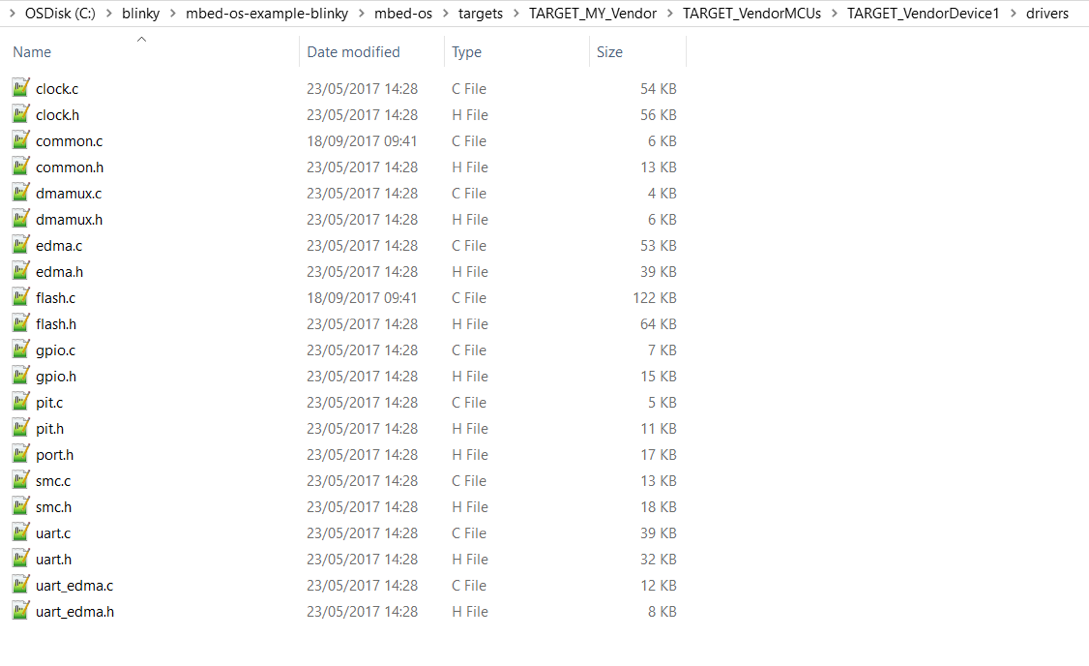 OSDisk (C:) > blinky > mbed-os-example-blinky > mbed-os > targets > TARGET_MY_Vendor > TARGET_VendorMCUs > TARGET_VendorDevice1 > drivers
Name Date modified Type Size
clock.c 23/05/2017 14:28 C File 54 KB
clock.h 23/05/2017 14:28 H File 56 KB
common.c 18/09/2017 09:41 C File 6 KB
common.h 23/05/2017 14:28 H File 13 KB
dmamux.c 23/05/2017 14:28 C File 4 KB
dmamux.h 23/05/2017 14:28 H File 6 KB
edma.c 23/05/2017 14:28 C File 53 KB
edma.h 23/05/2017 14:28 H File 39 KB
flash.c 18/09/2017 09:41 C File 122 KB
flash.h 23/05/2017 14:28 H File 64 KB
gpio.c 23/05/2017 14:28 C File 7 KB
gpio.h 23/05/2017 14:28 H File 15 KB
pit.c 23/05/2017 14:28 C File 5 KB
pit.h 23/05/2017 14:28 H File 11 KB
port.h 23/05/2017 14:28 H File 17 KB
smc.c 23/05/2017 14:28 C File 13 KB
smc.h 23/05/2017 14:28 H File 18 KB
uart.c 23/05/2017 14:28 C File 39 KB
uart.h 23/05/2017 14:28 H File 32 KB
uart_edma.c 23/05/2017 14:28 C File 12 KB
uart_edma.h 23/05/2017 14:28 H File 8 KB